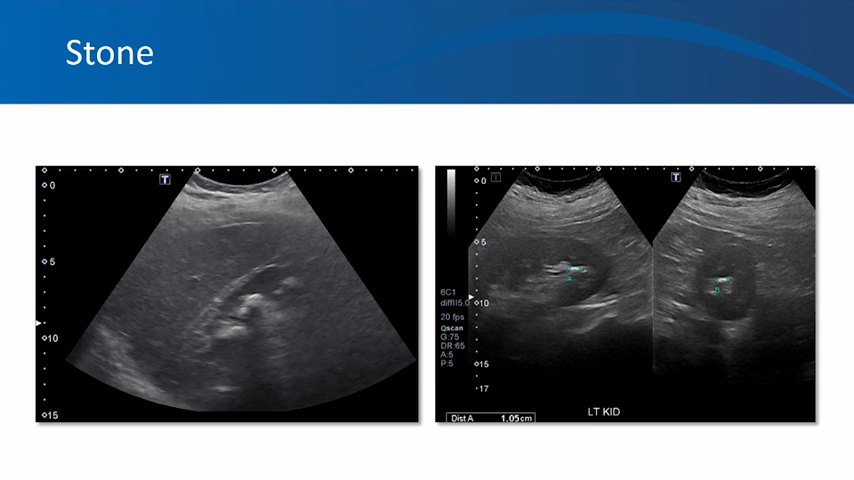 Stone
T
0
5
10
15
T
T
0
5
10
15
17
6C1
diffI15.0
20 fps
Qscan
G:75
DR:65
A:5
P:5
LT KID
Dist A 1.05cm